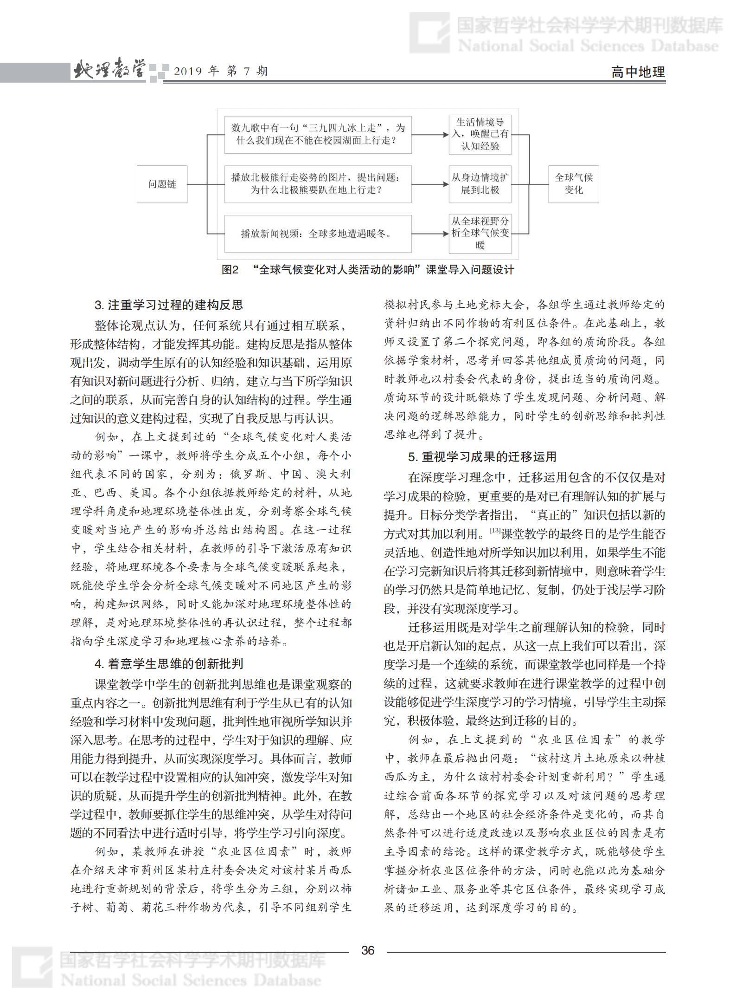 国家哲学社会科学学术期刊数据库
National Social Sciences Database
地理教学 2019 年 第 7 期
高中地理
问题链
数九歌中有一句“三九四九冰上走”，为
什么我们现在不能在校园湖面上行走？
生活情境导
入，唤醒已有
认知经验
播放北极熊行走姿势的图片，提出问题：
为什么北极熊要趴在地上行走？
从身边情境扩
展到北极
播放新闻视频：全球多地遭遇暖冬。
从全球视野分
析全球气候变
暖
全球气候
变化
图2 “全球气候变化对人类活动的影响”课堂导入问题设计
3. 注重学习过程的建构反思
整体论观点认为，任何系统只有通过相互联系，
形成整体结构，才能发挥其功能。建构反思是指从整体
观出发，调动学生原有的认知经验和知识基础，运用原
有知识对新问题进行分析、归纳，建立与当下所学知识
之间的联系，从而完善自身的认知结构的过程。学生通
过知识的意义建构过程，实现了自我反思与再认识。
例如，在上文提到过的“全球气候变化对人类活
动的影响”一课中，教师将学生分成五个小组，每个小
组代表不同的国家，分别为：俄罗斯、中国、澳大利
亚、巴西、美国。各个小组依据教师给定的材料，从地
理学科角度和地理环境整体性出发，分别考察全球气候
变暖对当地产生的影响并总结出结构图。在这一过程
中，学生结合相关材料，在教师的引导下激活原有知识
经验，将地理环境各个要素与全球气候变暖联系起来，
既能使学生学会分析全球气候变暖对不同地区产生的影
响，构建知识网络，同时又能加深对地理环境整体性的
理解，是对地理环境整体性的再认识过程，整个过程都
指向学生深度学习和地理核心素养的培养。
4. 着意学生思维的创新批判
课堂教学中学生的创新批判思维也是课堂观察的
重点内容之一。创新批判思维有利于学生从已有的认知
经验和学习材料中发现问题，批判性地审视所学知识并
深入思考。在思考的过程中，学生对于知识的理解、应
用能力得到提升，从而实现深度学习。具体而言，教师
可以在教学过程中设置相应的认知冲突，激发学生对知
识的质疑，从而提升学生的创新批判精神。此外，在教
学过程中，教师要抓住学生的思维冲突，从学生对待问
题的不同看法中进行适时引导，将学生学习引向深度。
例如，某教师在讲授“农业区位因素”时，教师
在介绍天津市蓟州区某村庄村委会决定对该村某片西瓜
地进行重新规划的背景后，将学生分为三组，分别以柿
子树、葡萄、菊花三种作物为代表，引导不同组别学生
模拟村民参与土地竞标大会，各组学生通过教师给定的
资料归纳出不同作物的有利区位条件。在此基础上，教
师又设置了第二个探究问题，即各组的质询阶段。各组
依据学案材料，思考并回答其他组成员质询的问题，同
时教师也以村委会代表的身份，提出适当的质询问题。
质询环节的设计既锻炼了学生发现问题、分析问题、解
决问题的逻辑思维能力，同时学生的创新思维和批判性
思维也得到了提升。
5. 重视学习成果的迁移运用
在深度学习理念中，迁移运用包含的不仅仅是对
学习成果的检验，更重要的是对已有理解认知的扩展与
提升。目标分类学者指出，“真正的”知识包括以新的
方式对其加以利用。[13]课堂教学的最终目的是学生能否
灵活地、创造性地对所学知识加以利用，如果学生不能
在学习完新知识后将其迁移到新情境中，则意味着学生
的学习仍然只是简单地记忆、复制，仍处于浅层学习阶
段，并没有实现深度学习。
迁移运用既是对学生之前理解认知的检验，同时
也是开启新认知的起点，从这一点上我们可以看出，深
度学习是一个连续的系统，而课堂教学也同样是一个持
续的过程，这就要求教师在进行课堂教学的过程中创
设能够促进学生深度学习的学习情境，引导学生主动探
究，积极体验，最终达到迁移的目的。
例如，在上文提到的“农业区位因素”的教学
中，教师在最后抛出问题：“该村这片土地原来以种植
西瓜为主，为什么该村村委会计划重新利用？”学生通
过综合前面各环节的探究学习以及对该问题的思考理
解，总结出一个地区的社会经济条件是变化的，而其自
然条件可以进行适度改造以及影响农业区位的因素是有
主导因素的结论。这样的课堂教学方式，既能够使学生
掌握分析农业区位条件的方法，同时也能以此为基础分
析诸如工业、服务业等其它区位条件，最终实现学习成
果的迁移运用，达到深度学习的目的。
36
国家哲学社会科学学术期刊数据库
National Social Sciences Database